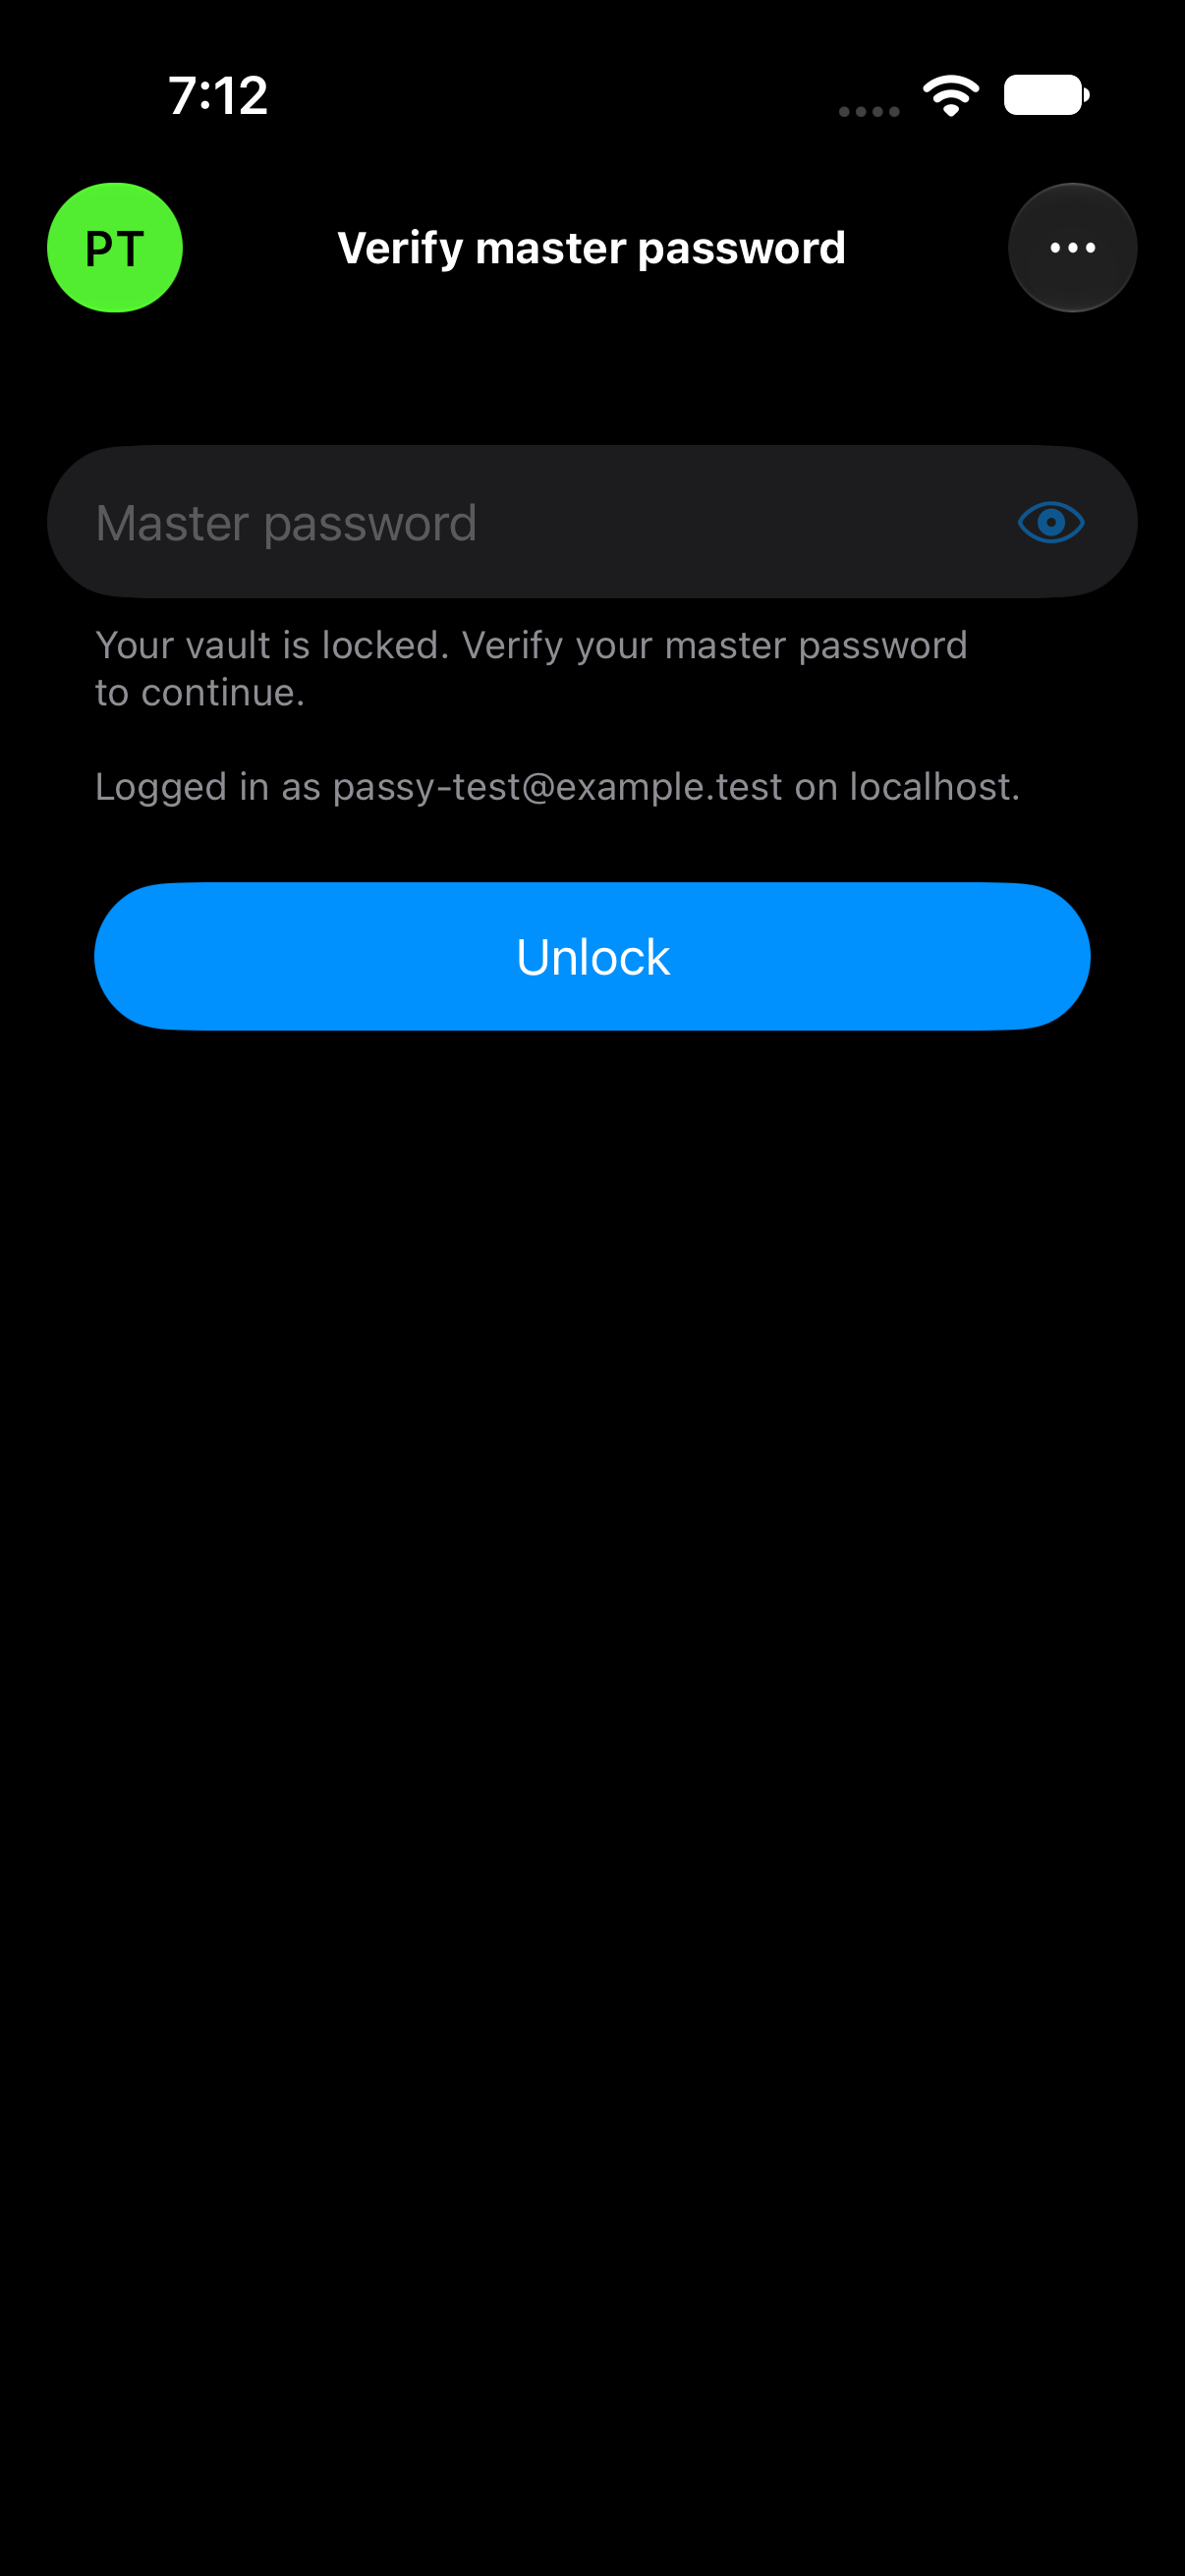 7:12
PT
Verify master password
Master password
Your vault is locked. Verify your master password
to continue.
Logged in as passy-test@example.test on localhost.
Unlock